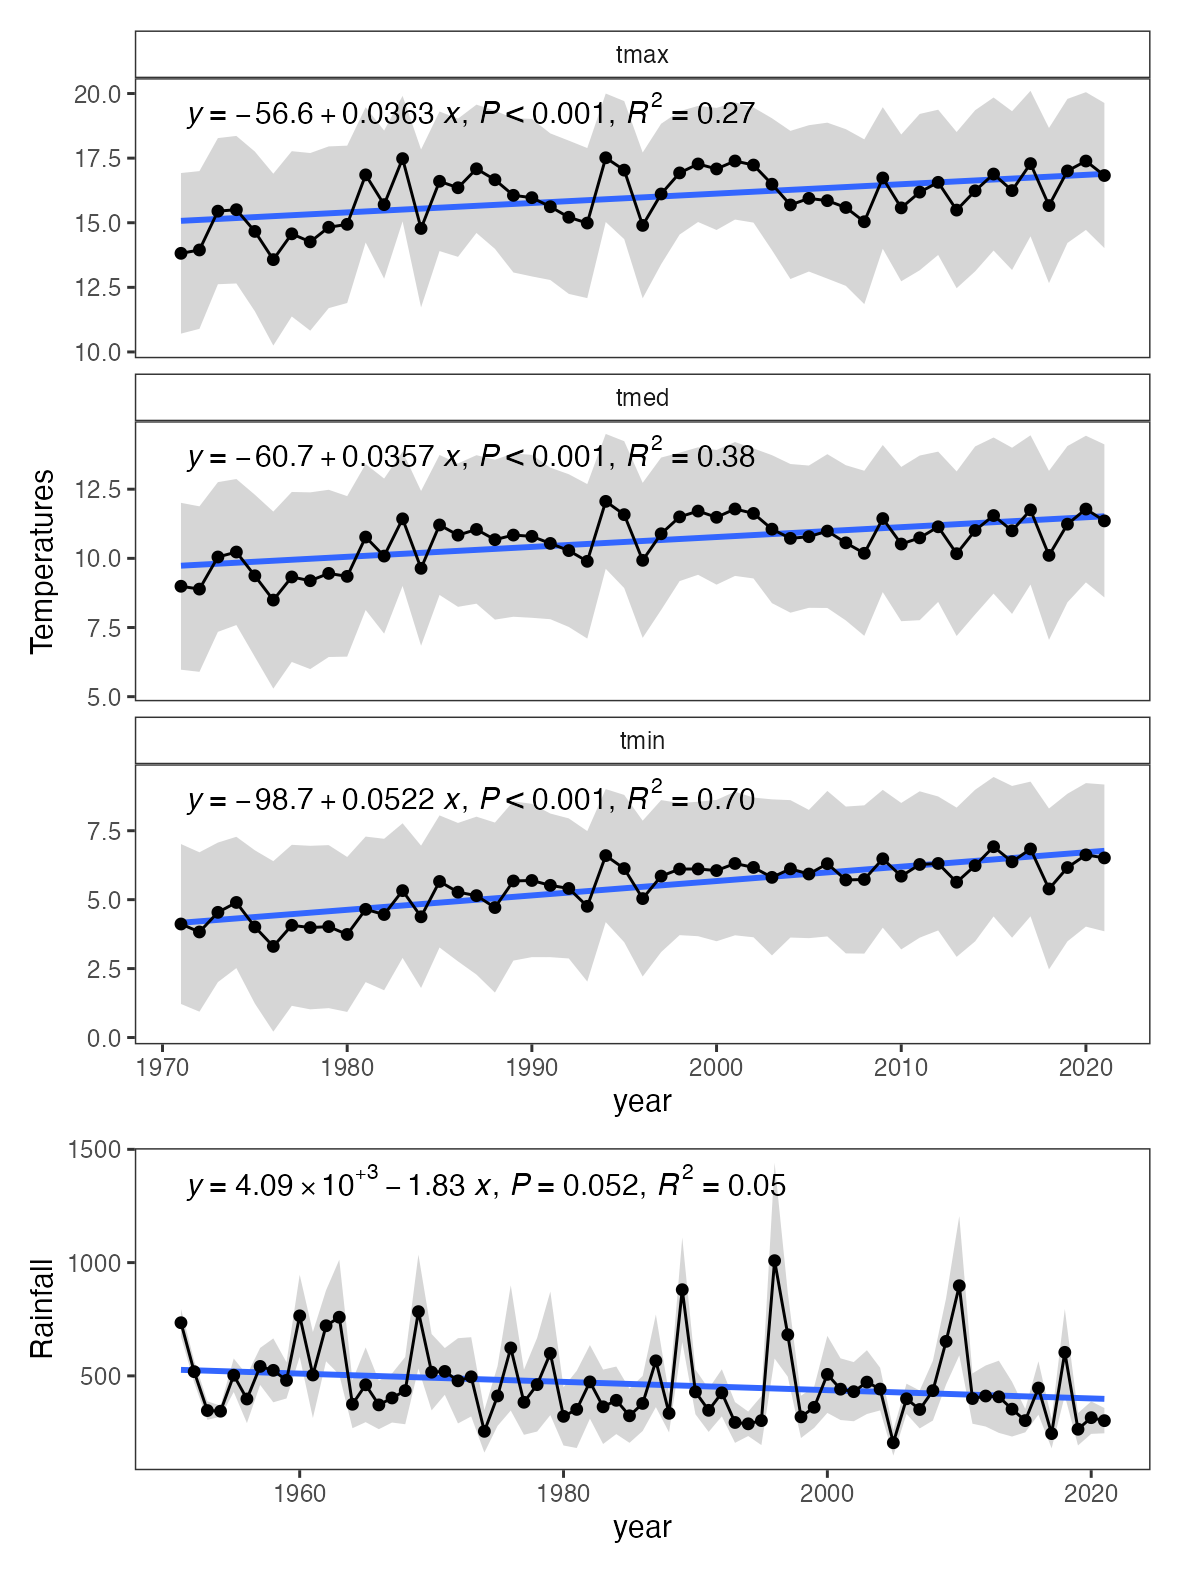 tmax
y = −56.6 + 0.0363 x, P < 0.001, R² = 0.27
20.0
17.5
15.0
12.5
10.0
tmed
y = −60.7 + 0.0357 x, P < 0.001, R² = 0.38
12.5
10.0
7.5
5.0
Temperatures
tmin
y = −98.7 + 0.0522 x, P < 0.001, R² = 0.70
7.5
5.0
2.5
0.0
1970 1980 1990 2000 2010 2020
year
y = 4.09 × 10⁺³ − 1.83 x, P = 0.052, R² = 0.05
1500
1000
500
Rainfall
1960 1980 2000 2020
year